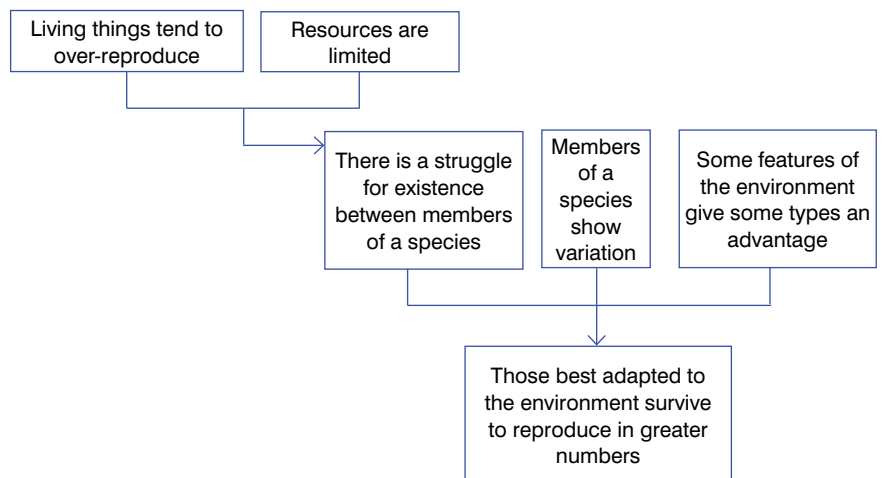 Living things tend to
over-reproduce
Resources are
limited
There is a struggle
for existence
between members
of a species
Members
of a
species
show
variation
Some features of
the environment
give some types an
advantage
Those best adapted to
the environment survive
to reproduce in greater
numbers